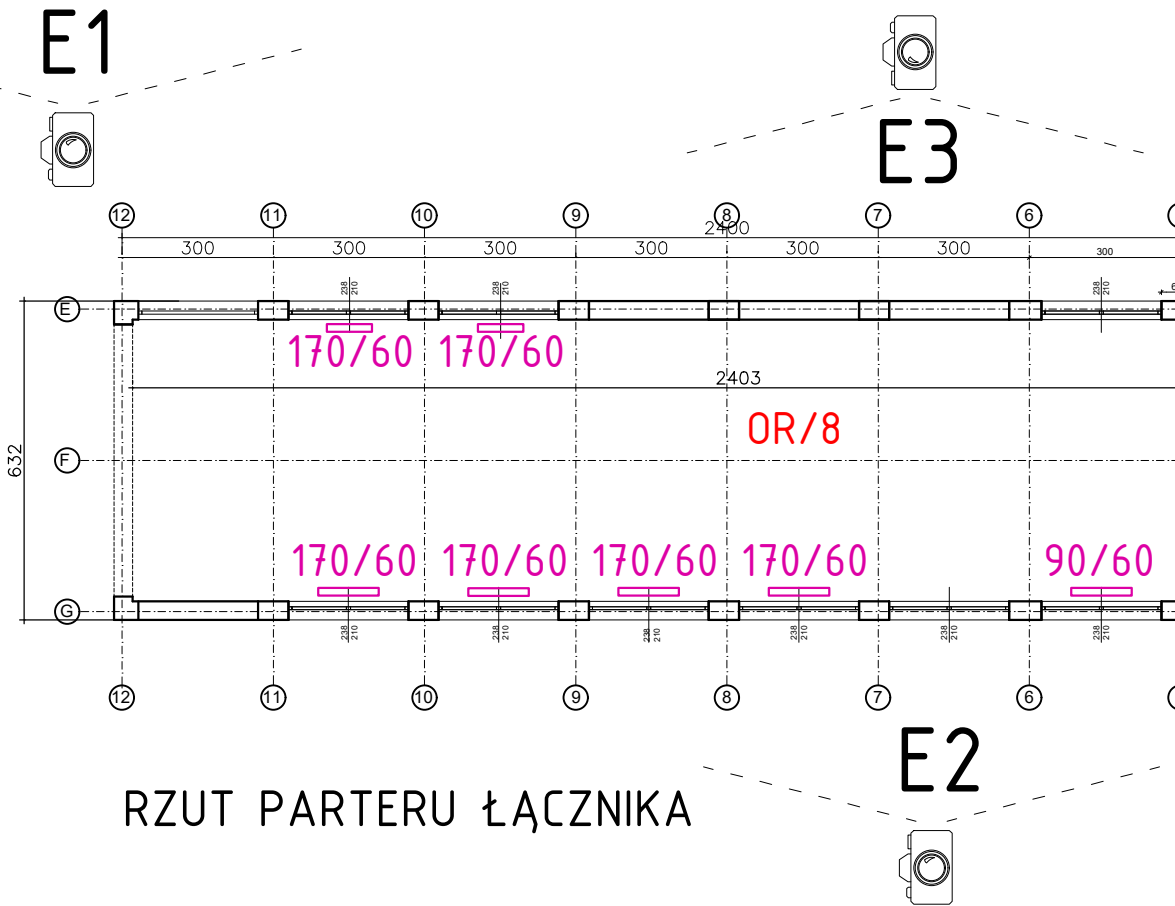 E1
E3
12 11 10 9 8 7 6
2400
300 300 300 300 300 300 300
238 210 238 210 238 210
6
E
170/60 170/60
2403
OR/8
632
F
170/60 170/60 170/60 170/60 90/60
G
238 210 238 210 238 210 238 210 238 210 238 210
12 11 10 9 8 7 6
E2
RZUT PARTERU ŁĄCZNIKA